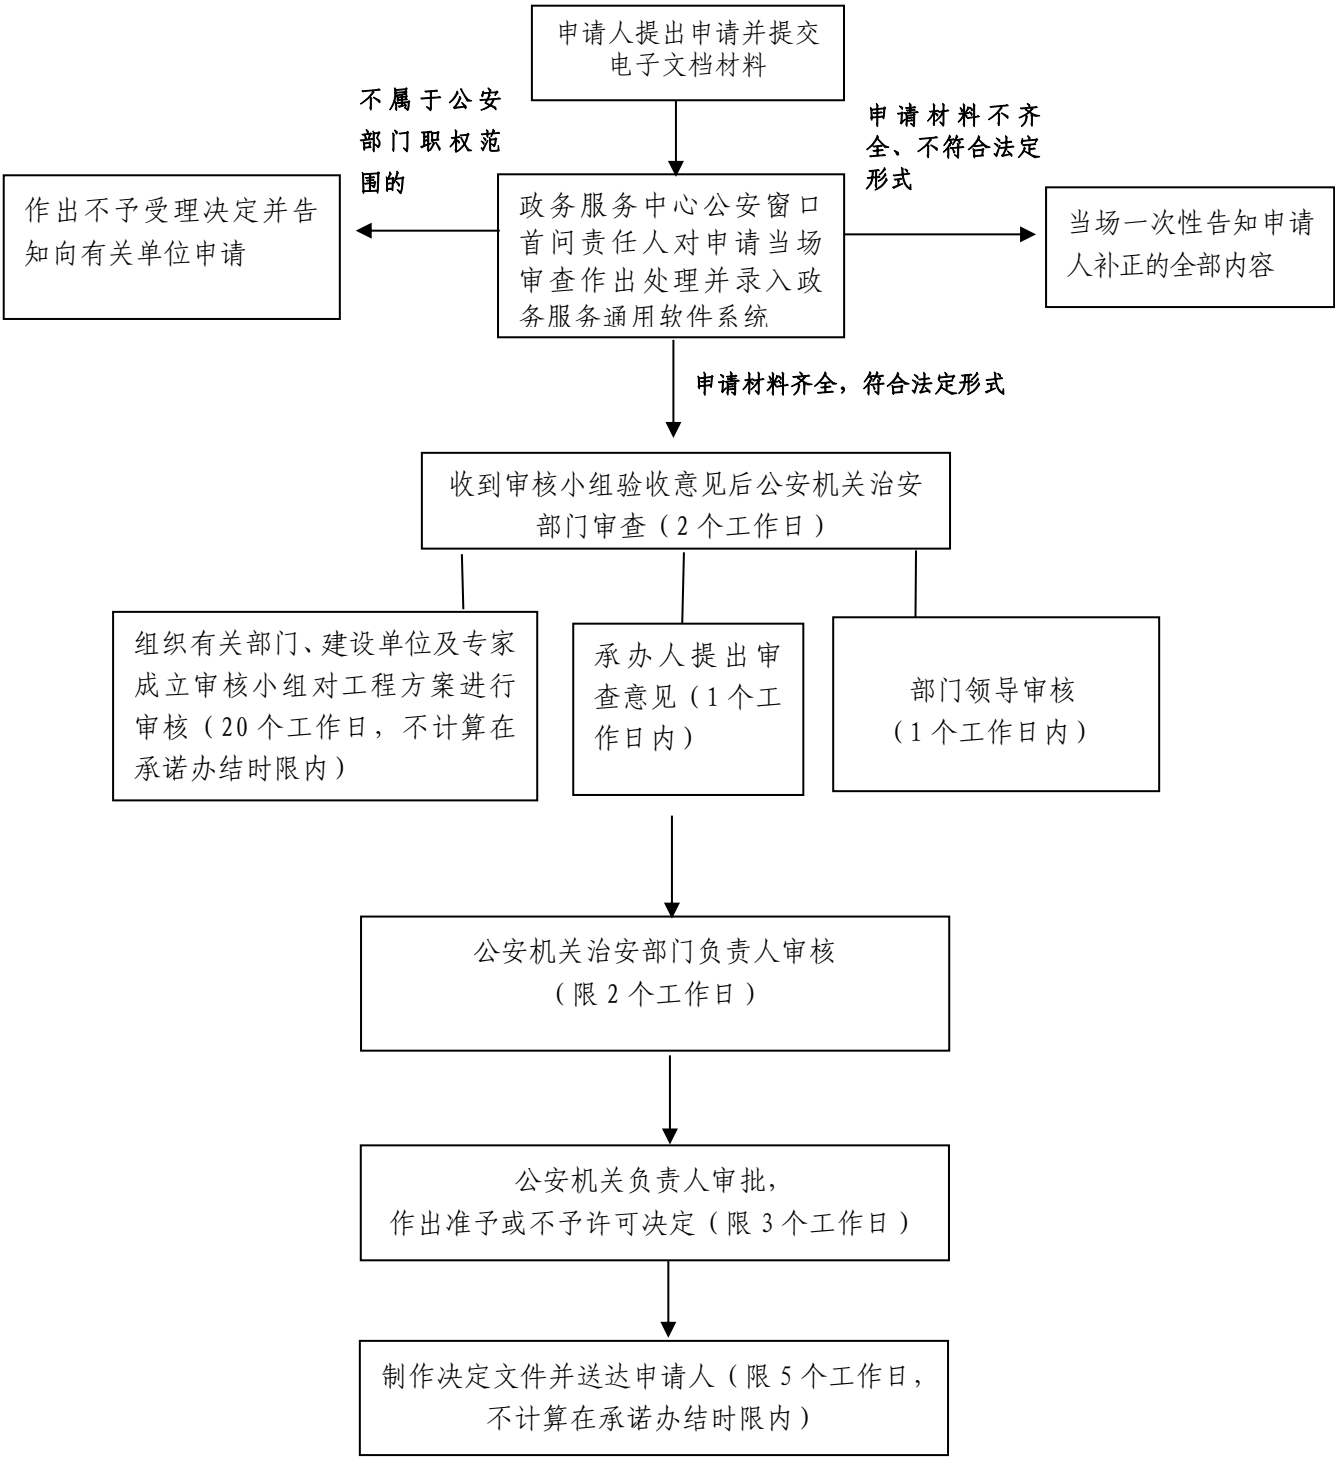 申请人提出申请并提交
电子文档材料
不属于公安
部门职权范
围的
申请材料不齐
全、不符合法定
形式
作出不予受理决定并告
知向有关单位申请
政务服务中心公安窗口
首问责任人对申请当场
审查作出处理并录入政
务服务通用软件系统
当场一次性告知申请
人补正的全部内容
申请材料齐全，符合法定形式
收到审核小组验收意见后公安机关治安
部门审查（2个工作日）
组织有关部门、建设单位及专家
成立审核小组对工程方案进行
审核（20个工作日，不计算在
承诺办结时限内）
承办人提出审
查意见（1个工
作日内）
部门领导审核
（1个工作日内）
公安机关治安部门负责人审核
（限2个工作日）
公安机关负责人审批，
作出准予或不予许可决定（限3个工作日）
制作决定文件并送达申请人（限5个工作日，
不计算在承诺办结时限内）